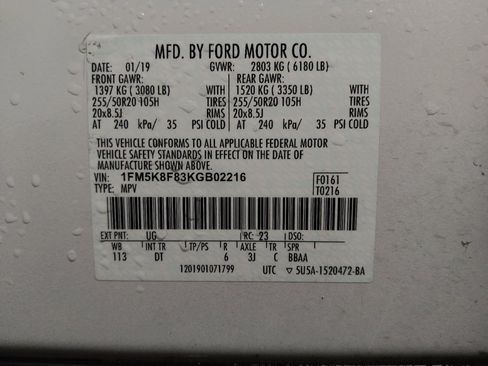 MFD. BY FORD MOTOR CO.
DATE: 01/19 GVWR: 2803 KG ( 6180 LB)
FRONT GAWR: REAR GAWR:
1397 KG ( 3080 LB) WITH 1520 KG ( 3350 LB) WITH
255/50R20 105H TIRES 255/50R20 105H TIRES
20x8.5J RIMS 20x8.5J RIMS
AT 240 kPa/ 35 PSI COLD AT 240 kPa/ 35 PSI COLD
THIS VEHICLE CONFORMS TO ALL APPLICABLE FEDERAL MOTOR
VEHICLE SAFETY STANDARDS IN EFFECT ON THE DATE OF
MANUFACTURE SHOWN ABOVE.
VIN: 1FM5K8F83KGB02216 F0161
TYPE: MPV T0216
EXT PNT: UG RC: 23 DSO:
WB INT TR TP/PS R AXLE TR SPR
113 DT 6 3J C BBAA
1201901071799 UTC ▽ 5U5A-1520472-BA